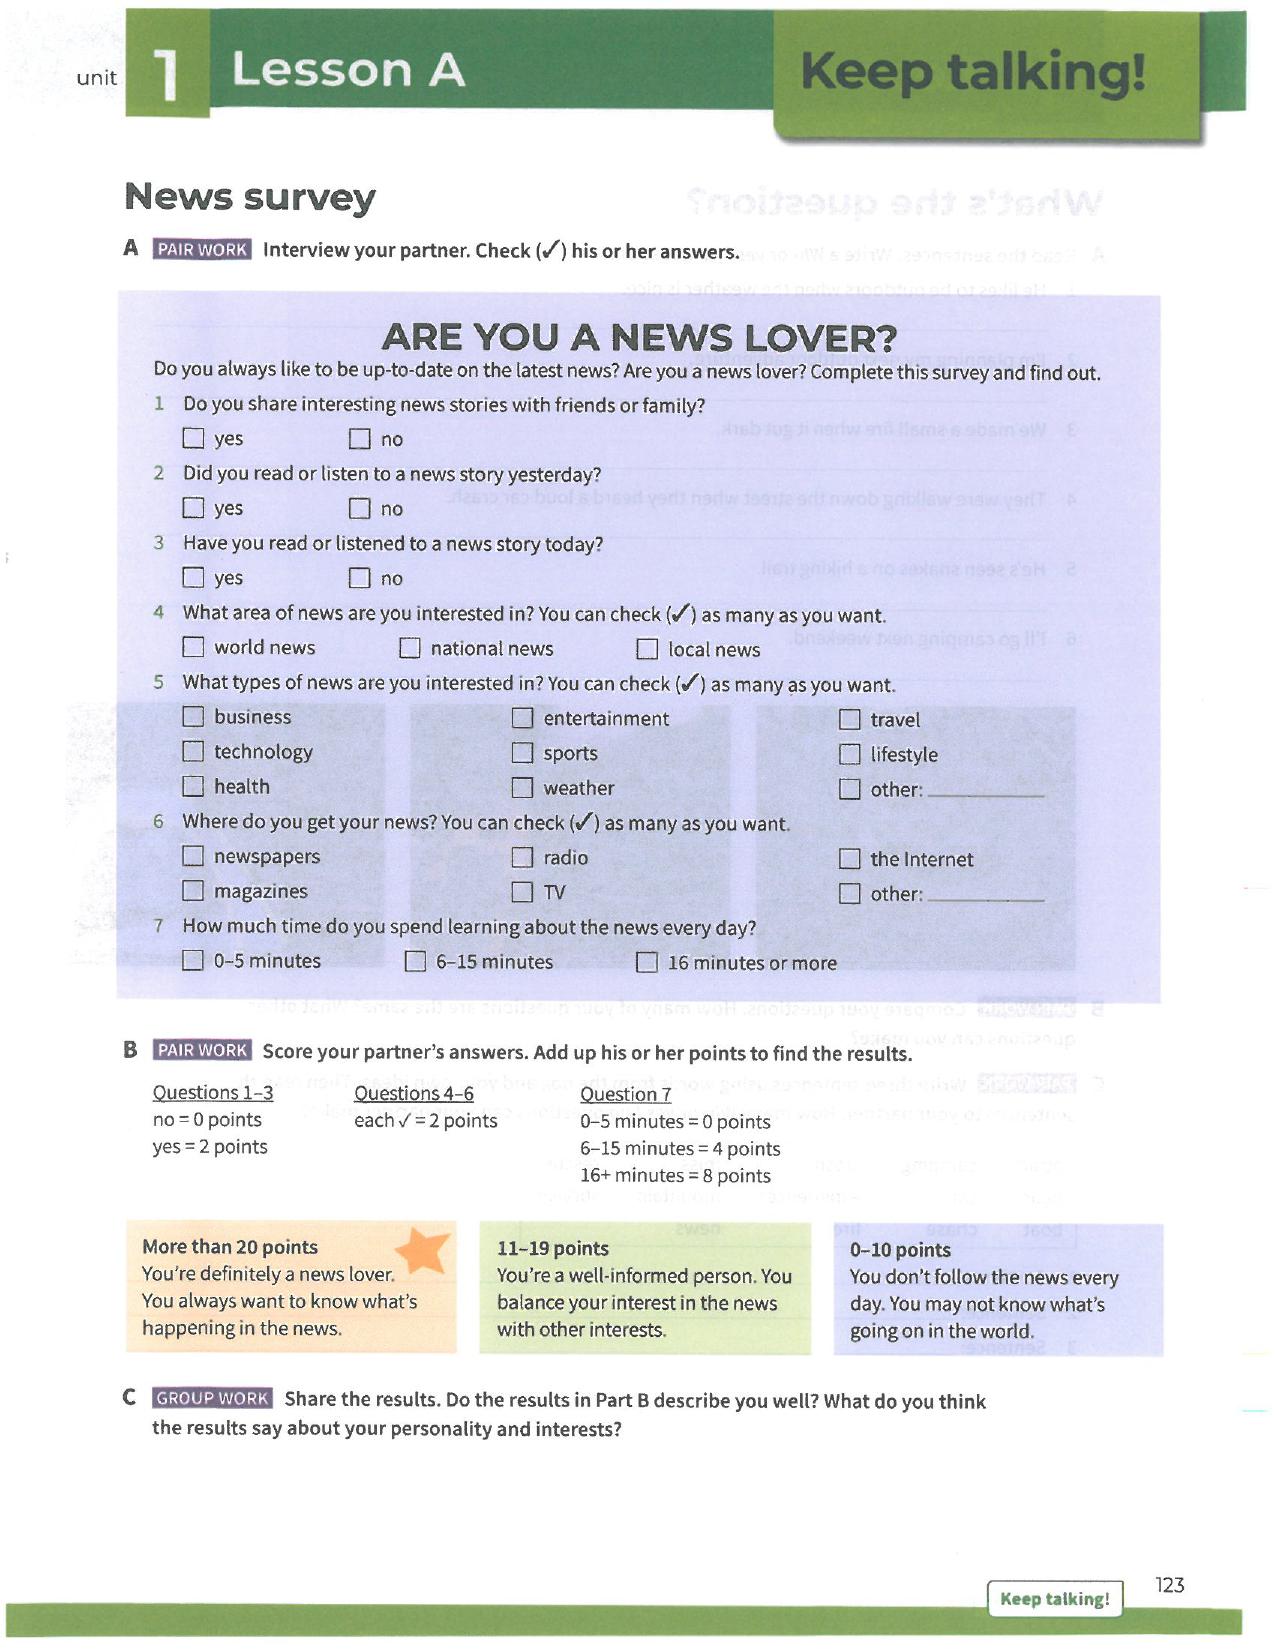 unit 1 Lesson A Keep talking!
News survey
A PAIR WORK Interview your partner. Check (✓) his or her answers.
ARE YOU A NEWS LOVER?
Do you always like to be up-to-date on the latest news? Are you a news lover? Complete this survey and find out.
1 Do you share interesting news stories with friends or family?
☐ yes ☐ no
2 Did you read or listen to a news story yesterday?
☐ yes ☐ no
3 Have you read or listened to a news story today?
☐ yes ☐ no
4 What area of news are you interested in? You can check (✓) as many as you want.
☐ world news ☐ national news ☐ local news
5 What types of news are you interested in? You can check (✓) as many as you want.
☐ business ☐ entertainment ☐ travel
☐ technology ☐ sports ☐ lifestyle
☐ health ☐ weather ☐ other: ____________
6 Where do you get your news? You can check (✓) as many as you want.
☐ newspapers ☐ radio ☐ the Internet
☐ magazines ☐ TV ☐ other: ____________
7 How much time do you spend learning about the news every day?
☐ 0–5 minutes ☐ 6–15 minutes ☐ 16 minutes or more
B PAIR WORK Score your partner's answers. Add up his or her points to find the results.
Questions 1–3 Questions 4–6 Question 7
no = 0 points each ✓ = 2 points 0–5 minutes = 0 points
yes = 2 points 6–15 minutes = 4 points
16+ minutes = 8 points
More than 20 points
You're definitely a news lover.
You always want to know what's
happening in the news.
11–19 points
You're a well-informed person. You
balance your interest in the news
with other interests.
0–10 points
You don't follow the news every
day. You may not know what's
going on in the world.
C GROUP WORK Share the results. Do the results in Part B describe you well? What do you think
the results say about your personality and interests?
Keep talking! 123